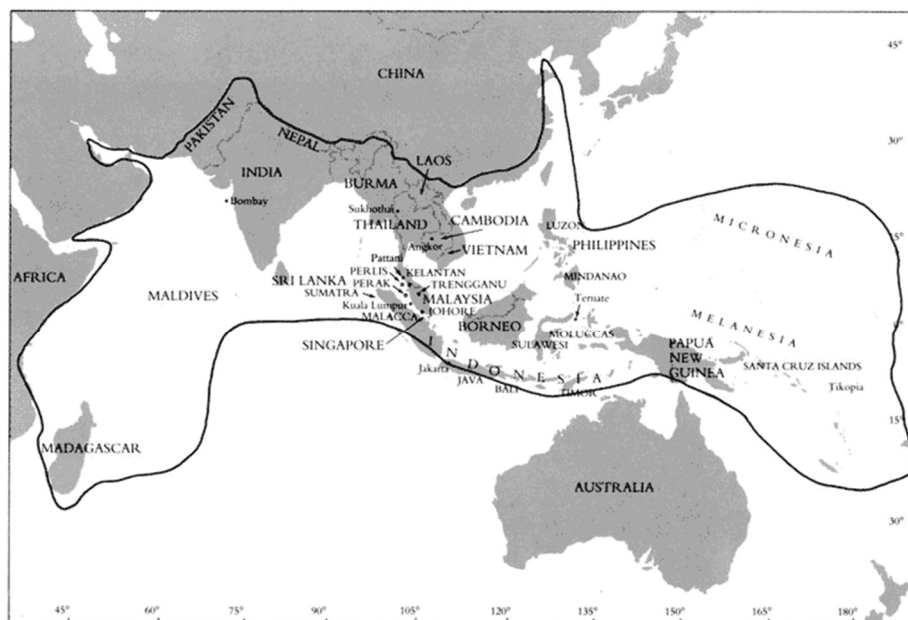 45°
CHINA
30°
PAKISTAN
NEPAL
LAOS
INDIA
BURMA
Bombay
Sukhothai
MICRONESIA
CAMBODIA
LUZON
THAILAND
15°
Angkor
VIETNAM
PHILIPPINES
Pattani
PERLIS
KELANTAN
AFRICA
SRI LANKA
PERAK
TRENGGANU
MINDANAO
MALDIVES
SUMATRA
MALAYSIA
Ternate
Kuala Lumpur
JOHORE
MELANESIA
MALACCA
BORNEO
MOLUCCAS
SINGAPORE
SULAWESI
PAPUA
NEW
GUINEA
INDONESIA
SANTA CRUZ ISLANDS
Jakarta
JAVA
BALI
TIMOR
Tikopia
15°
MADAGASCAR
AUSTRALIA
30°
45° 60° 75° 90° 105° 120° 135° 150° 165° 180°